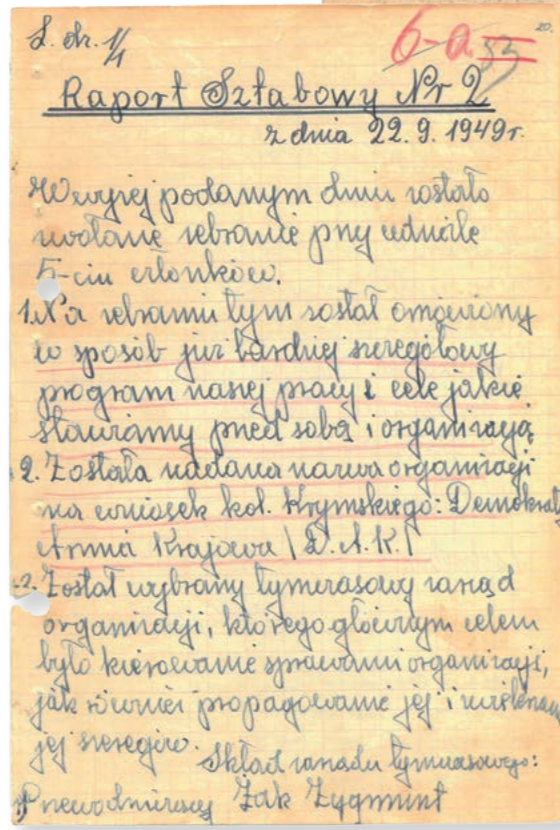 L. dz. 1/1
6-a 52
20.
Raport Sztabowy Nr 2
z dnia 22.9.1949r.
W wyżej podanym dniu zostało
zwołane zebranie przy udziale
5-ciu członków.
1. Na zebraniu tym został omówiony
w sposób już bardziej szczegółowy
program naszej pracy i cele jakie
stawiamy przed sobą i organizacją
2. Została nadana nazwa organizacji
na wniosek kol. Krymskiego: Demokrat
Armia Krajowa /D.A.K./
2. Został wybrany tymczasowy zarząd
organizacji, którego głównym celem
było kierowanie sprawami organizacji,
jak również propagowanie jej i
jej szeregów.
Skład zarządu tymczasowego:
1) Przewodniczący Żak Zygmunt